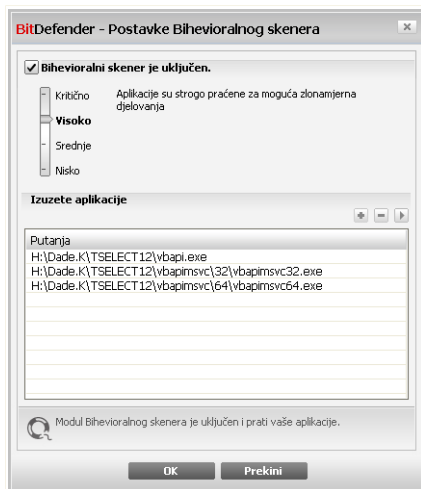 BitDefender - Postavke Bihevioralnog skenera
Bihevioralni skener je uključen.
Kritično
Aplikacije su strogo praćene za moguća zlonamjerna
djelovanja
Visoko
Srednje
Nisko
Izuzete aplikacije
Putanja
H:\Dade.K\TSELECT12\vbapi.exe
H:\Dade.K\TSELECT12\vbapimsvc\32\vbapimsvc32.exe
H:\Dade.K\TSELECT12\vbapimsvc\64\vbapimsvc64.exe
Modul Bihevioralnog skenera je uključen i prati vaše aplikacije.
OK
Prekini